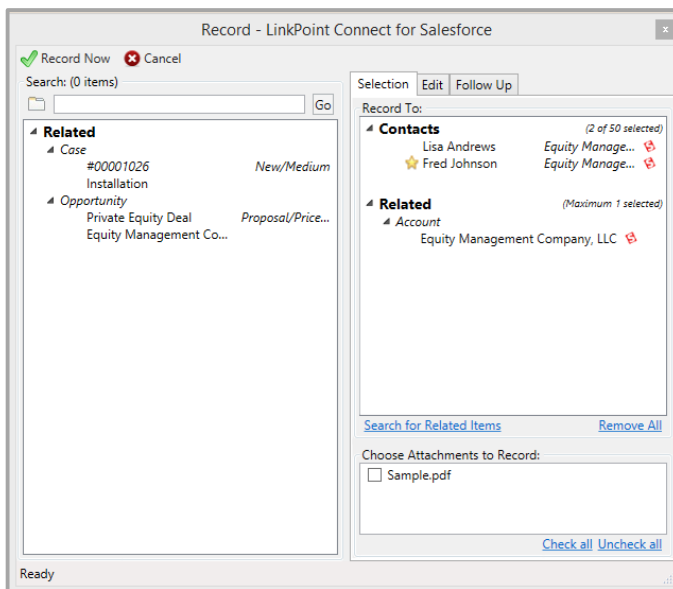 Record - LinkPoint Connect for Salesforce
x
Record Now Cancel
Search: (0 items)
Go
Related
Case
#00001026 New/Medium
Installation
Opportunity
Private Equity Deal Proposal/Price...
Equity Management Co...
Selection Edit Follow Up
Record To:
Contacts (2 of 50 selected)
Lisa Andrews Equity Manage...
Fred Johnson Equity Manage...
Related (Maximum 1 selected)
Account
Equity Management Company, LLC
Search for Related Items Remove All
Choose Attachments to Record:
Sample.pdf
Check all Uncheck all
Ready